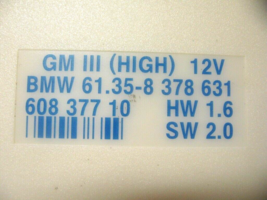 GM III (HIGH) 12V
BMW 61.35-8 378 631
608 377 10 HW 1.6
SW 2.0